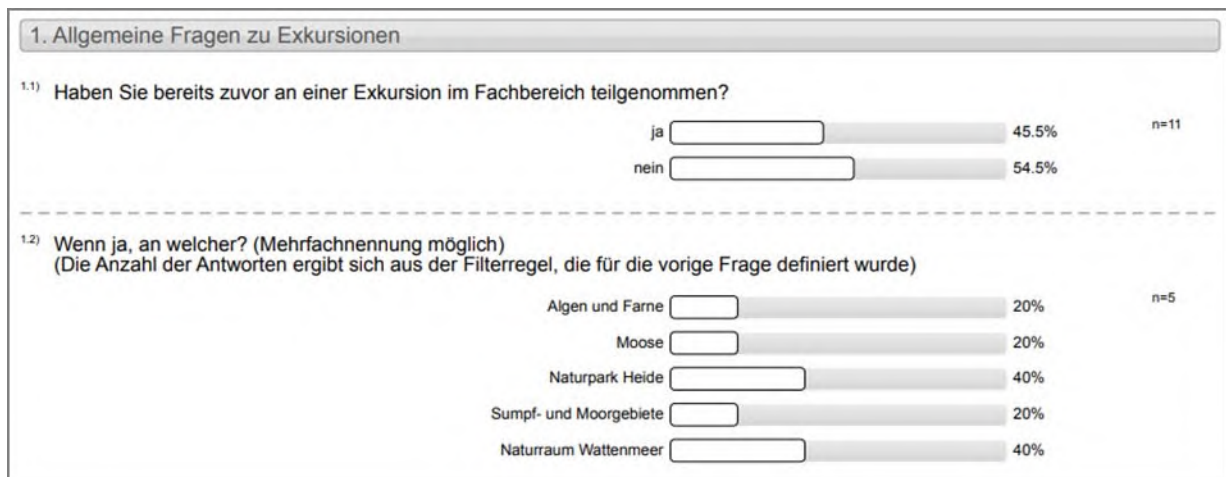 1. Allgemeine Fragen zu Exkursionen
1.1) Haben Sie bereits zuvor an einer Exkursion im Fachbereich teilgenommen?
ja 45.5% n=11
nein 54.5%
1.2) Wenn ja, an welcher? (Mehrfachnennung möglich)
(Die Anzahl der Antworten ergibt sich aus der Filterregel, die für die vorige Frage definiert wurde)
Algen und Farne 20% n=5
Moose 20%
Naturpark Heide 40%
Sumpf- und Moorgebiete 20%
Naturraum Wattenmeer 40%